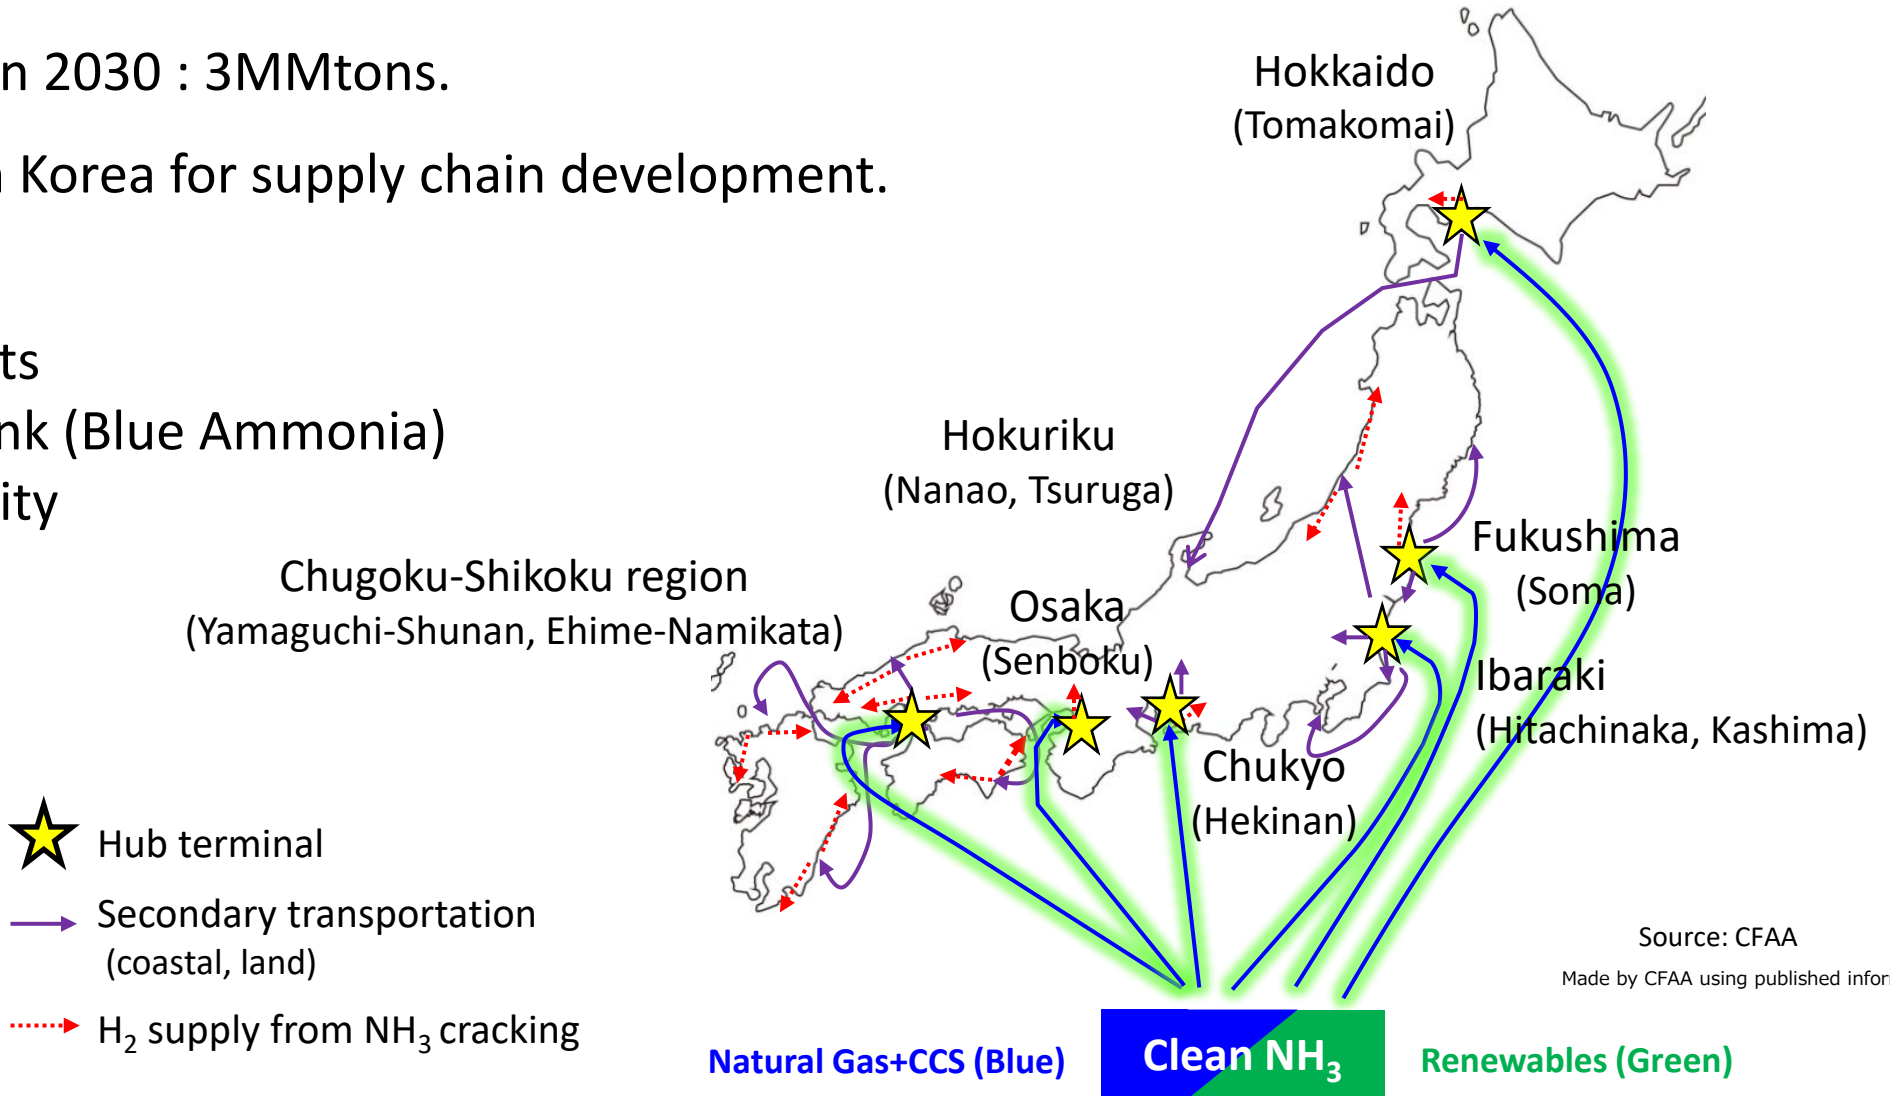 n 2030 : 3MMtons.
Korea for supply chain development.
ts
nk (Blue Ammonia)
ity
Hokkaido
(Tomakomai)
Hokuriku
(Nanao, Tsuruga)
Fukushima
(Soma)
Chugoku-Shikoku region
(Yamaguchi-Shunan, Ehime-Namikata)
Osaka
(Senboku)
Ibaraki
(Hitachinaka, Kashima)
Chukyo
(Hekinan)
Hub terminal
Secondary transportation
(coastal, land)
H₂ supply from NH₃ cracking
Source: CFAA
Made by CFAA using published infor
Natural Gas+CCS (Blue)
Clean NH₃
Renewables (Green)